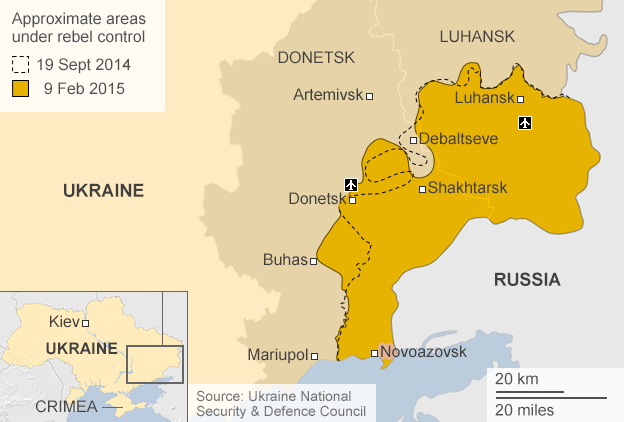 Approximate areas
under rebel control
19 Sept 2014
9 Feb 2015
LUHANSK
DONETSK
Artemivsk
Luhansk
Debaltseve
UKRAINE
Donetsk
Shakhtarsk
Buhas
RUSSIA
Kiev
UKRAINE
CRIMEA
Mariupol
Novoazovsk
Source: Ukraine National
Security & Defence Council
20 km
20 miles